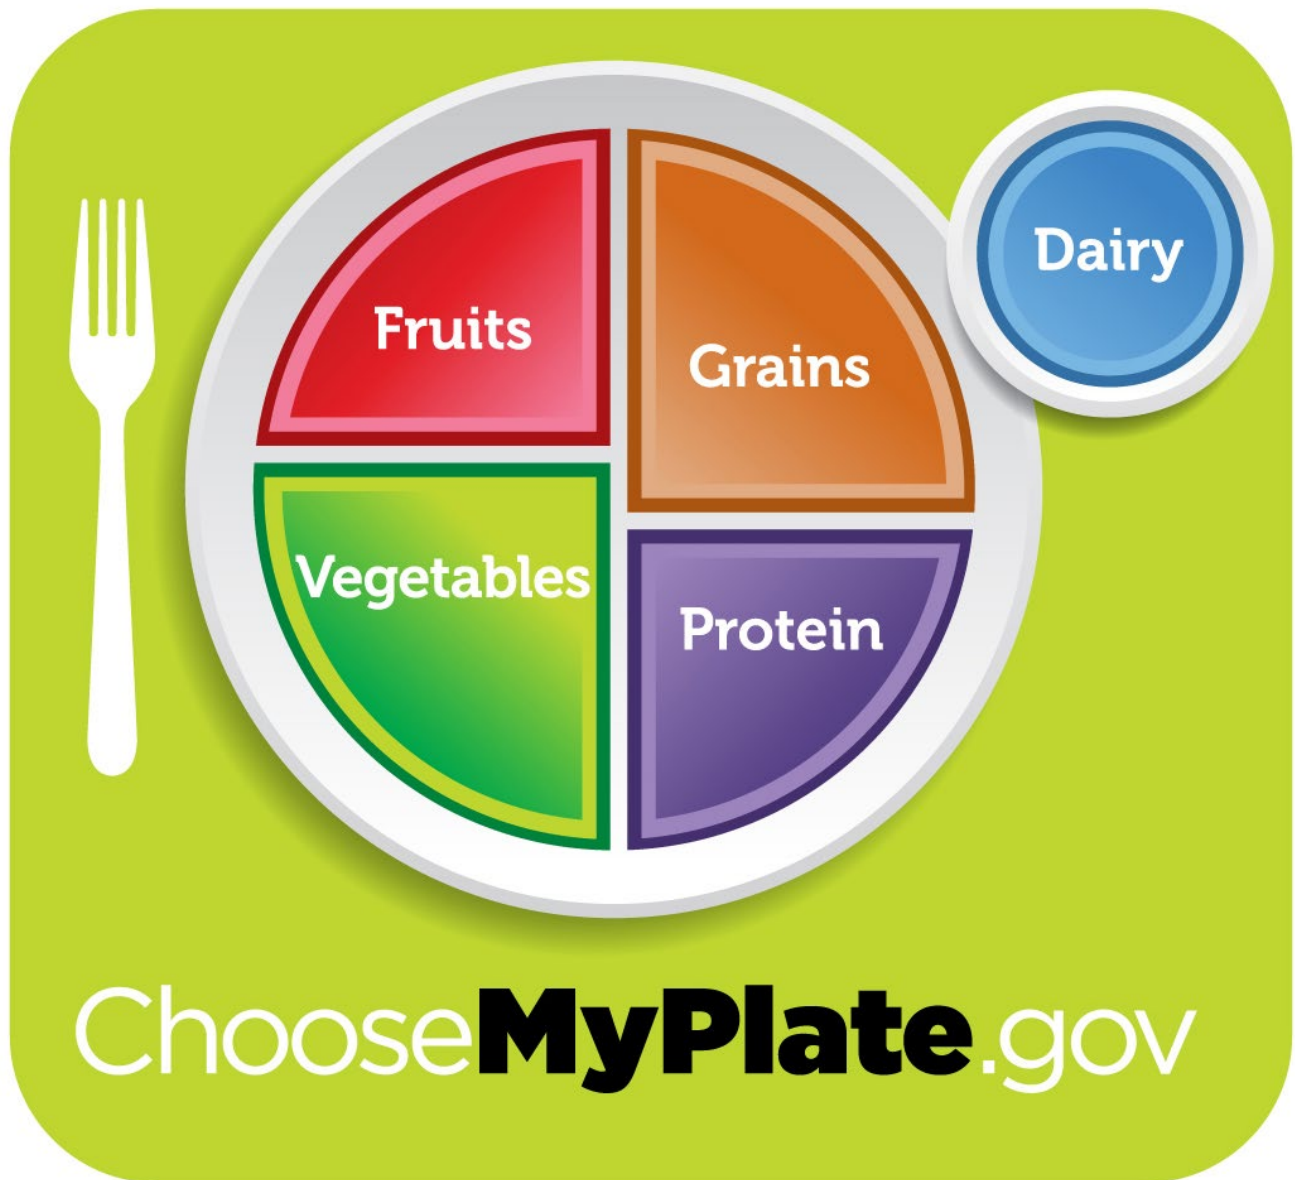 Dairy
Fruits
Grains
Vegetables
Protein
ChooseMyPlate.gov